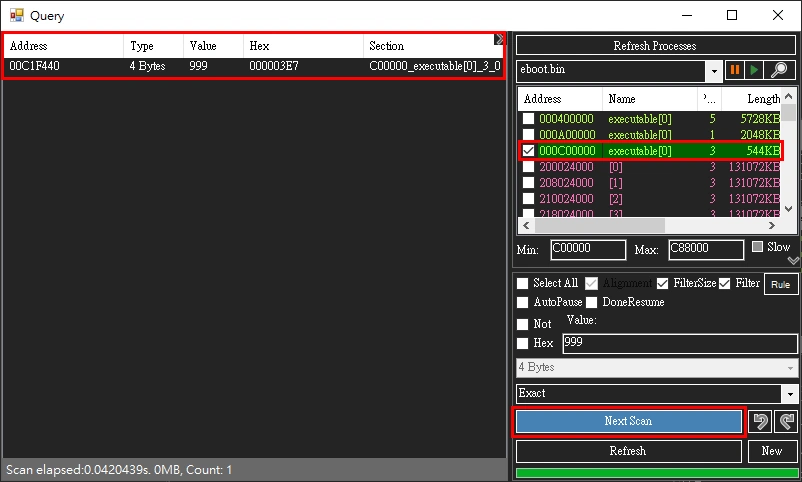 Query
Address Type Value Hex Section
00C1F440 4 Bytes 999 000003E7 C00000_executable[0]_3_0
Scan elapsed:0.0420439s. 0MB, Count: 1
Refresh Processes
eboot.bin
Address Name '... Length
000400000 executable[0] 5 5728KB
000A00000 executable[0] 1 2048KB
000C00000 executable[0] 3 544KB
200024000 [0] 3 131072KB
208024000 [1] 3 131072KB
210024000 [2] 3 131072KB
218024000 [3] 3 131072KB
Min: C00000 Max: C88000 Slow
Select All Alignment FilterSize Filter Rule
AutoPause DoneResume
Not Value:
Hex 999
4 Bytes
Exact
Next Scan
Refresh New